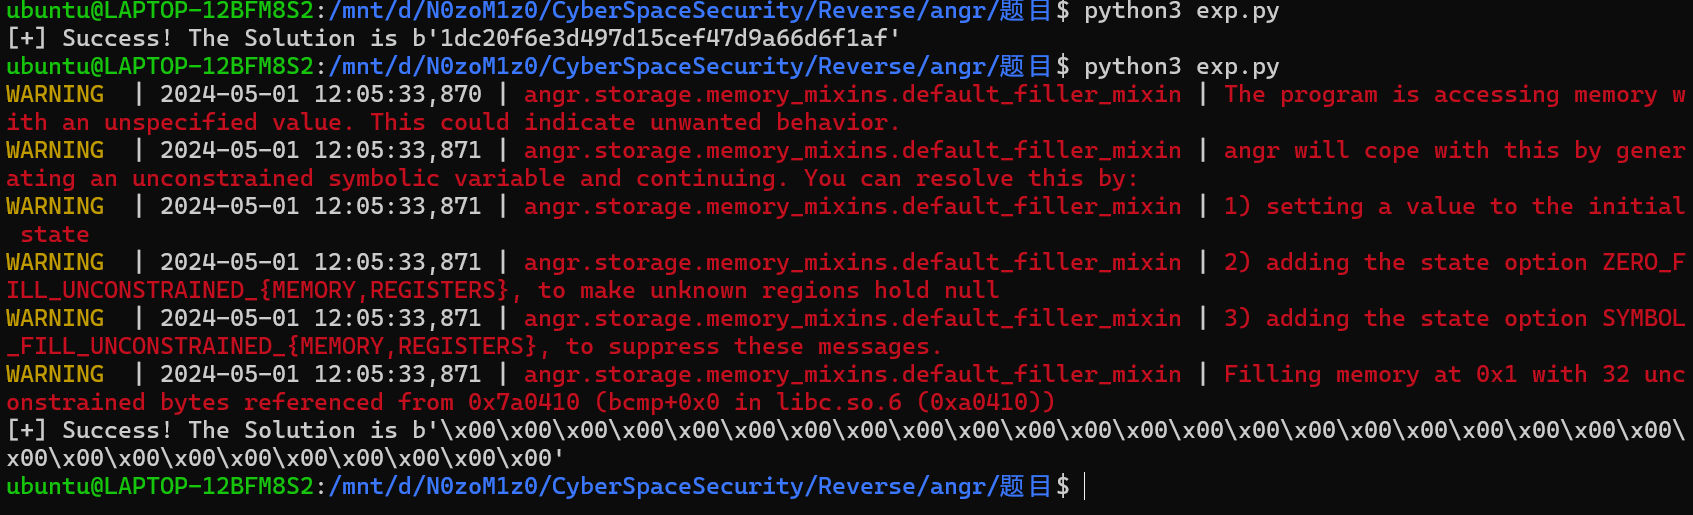 ubuntu@LAPTOP-12BFM8S2:/mnt/d/N0zoM1z0/CyberSpaceSecurity/Reverse/angr/题目$ python3 exp.py
[+] Success! The Solution is b'1dc20f6e3d497d15cef47d9a66d6f1af'
ubuntu@LAPTOP-12BFM8S2:/mnt/d/N0zoM1z0/CyberSpaceSecurity/Reverse/angr/题目$ python3 exp.py
WARNING  | 2024-05-01 12:05:33,870 | angr.storage.memory_mixins.default_filler_mixin | The program is accessing memory w
ith an unspecified value. This could indicate unwanted behavior.
WARNING  | 2024-05-01 12:05:33,871 | angr.storage.memory_mixins.default_filler_mixin | angr will cope with this by gener
ating an unconstrained symbolic variable and continuing. You can resolve this by:
WARNING  | 2024-05-01 12:05:33,871 | angr.storage.memory_mixins.default_filler_mixin | 1) setting a value to the initial
 state
WARNING  | 2024-05-01 12:05:33,871 | angr.storage.memory_mixins.default_filler_mixin | 2) adding the state option ZERO_F
ILL_UNCONSTRAINED_{MEMORY,REGISTERS}, to make unknown regions hold null
WARNING  | 2024-05-01 12:05:33,871 | angr.storage.memory_mixins.default_filler_mixin | 3) adding the state option SYMBOL
_FILL_UNCONSTRAINED_{MEMORY,REGISTERS}, to suppress these messages.
WARNING  | 2024-05-01 12:05:33,871 | angr.storage.memory_mixins.default_filler_mixin | Filling memory at 0x1 with 32 unc
onstrained bytes referenced from 0x7a0410 (bcmp+0x0 in libc.so.6 (0xa0410))
[+] Success! The Solution is b'\x00\x00\x00\x00\x00\x00\x00\x00\x00\x00\x00\x00\x00\x00\x00\x00\x00\x00\x00\x00\x00\x00\
x00\x00\x00\x00\x00\x00\x00\x00\x00\x00'
ubuntu@LAPTOP-12BFM8S2:/mnt/d/N0zoM1z0/CyberSpaceSecurity/Reverse/angr/题目$